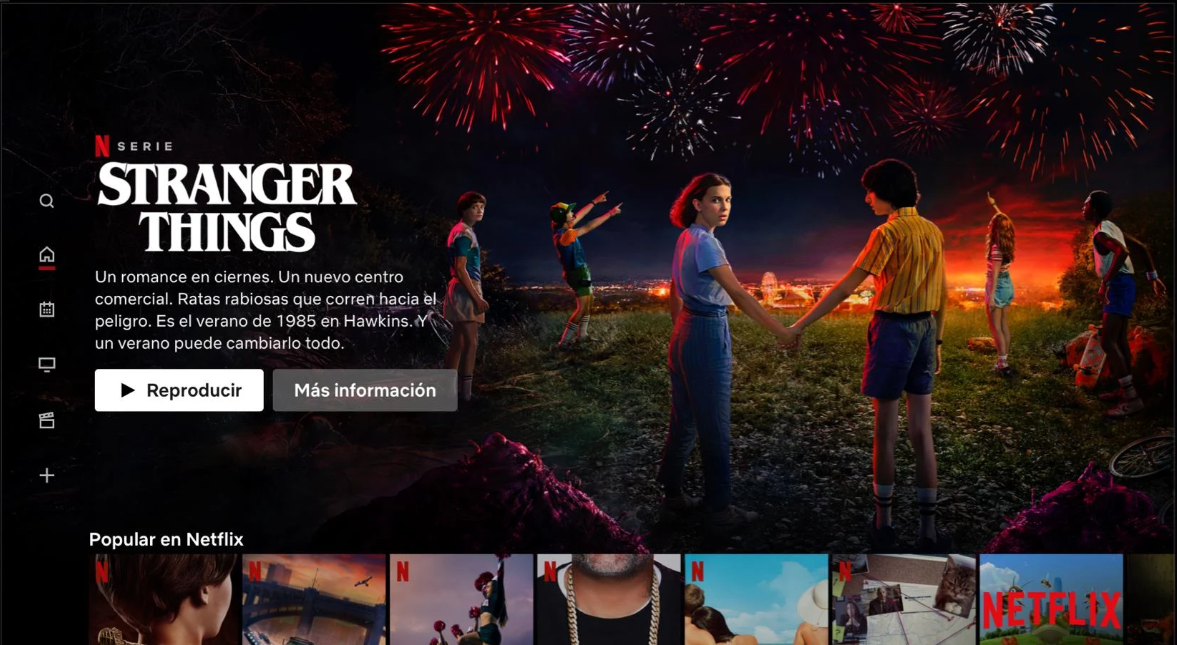 N SERIE
STRANGER
THINGS
Un romance en ciernes. Un nuevo centro
comercial. Ratas rabiosas que corren hacia el
peligro. Es el verano de 1985 en Hawkins. Y
un verano puede cambiarlo todo.
Reproducir
Más información
Popular en Netflix
N
N
N
N
N
N
NETFLIX